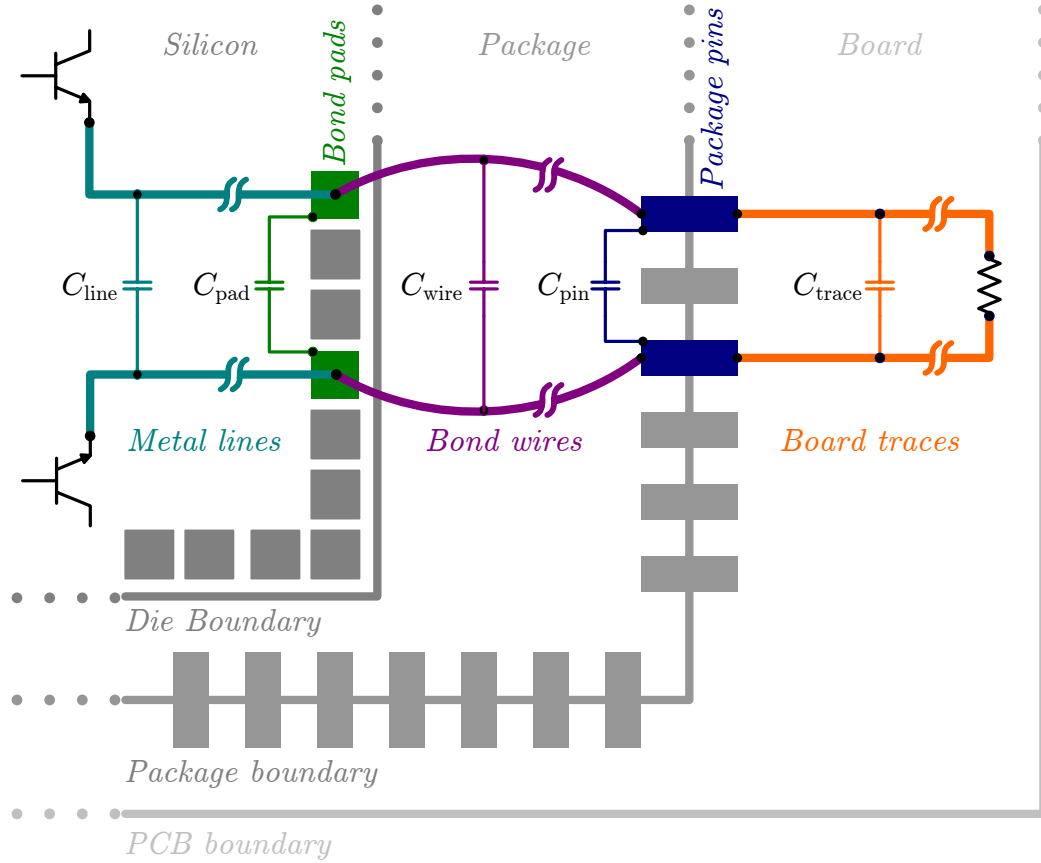 Silicon
Bond pads
Package
Package pins
Board
C_line
C_pad
C_wire
C_pin
C_trace
Metal lines
Bond wires
Board traces
Die Boundary
Package boundary
PCB boundary